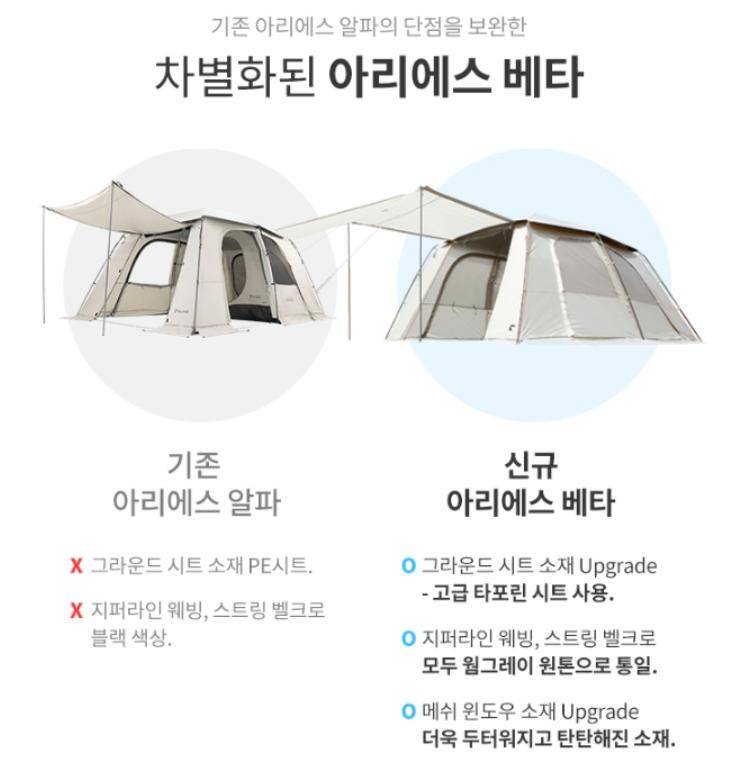 기존 아리에스 알파의 단점을 보완한
차별화된 아리에스 베타
기존
아리에스 알파
X 그라운드 시트 소재 PE시트.
X 지퍼라인 웨빙, 스트링 벨크로
블랙 색상.
신규
아리에스 베타
O 그라운드 시트 소재 Upgrade
- 고급 타포린 시트 사용.
O 지퍼라인 웨빙, 스트링 벨크로
모두 웜그레이 원톤으로 통일.
O 메쉬 윈도우 소재 Upgrade
더욱 두터워지고 탄탄해진 소재.